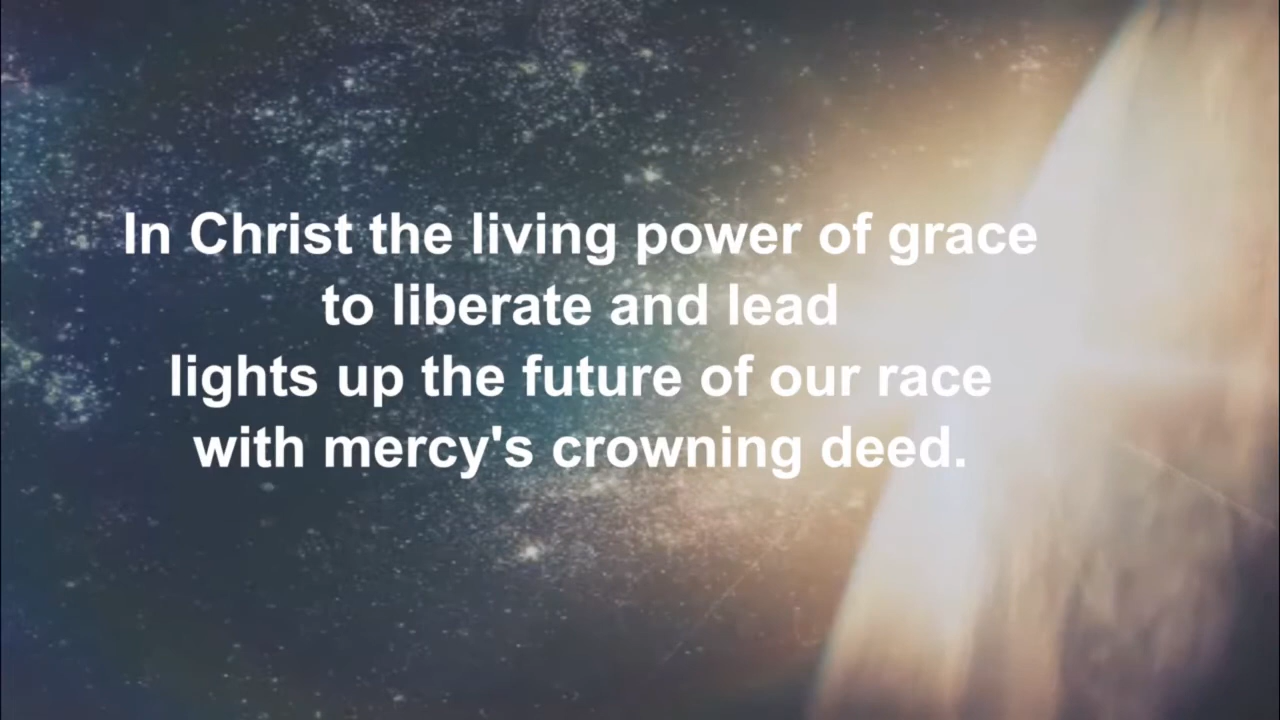 In Christ the living power of grace
to liberate and lead
lights up the future of our race
with mercy's crowning deed.